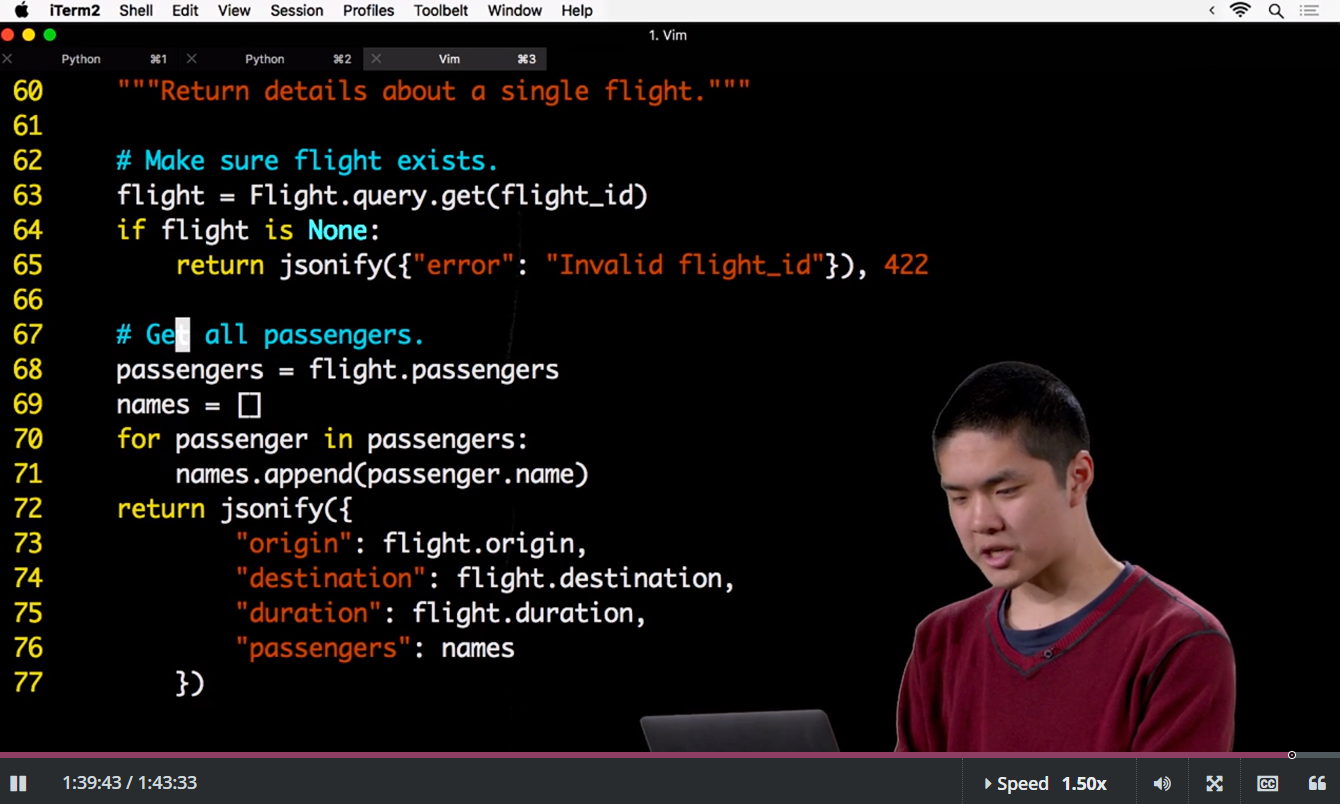 iTerm2 Shell Edit View Session Profiles Toolbelt Window Help
1. Vim
Python ⌘1 Python ⌘2 Vim ⌘3
60 """Return details about a single flight."""
61
62 # Make sure flight exists.
63 flight = Flight.query.get(flight_id)
64 if flight is None:
65 return jsonify({"error": "Invalid flight_id"}), 422
66
67 # Get all passengers.
68 passengers = flight.passengers
69 names = []
70 for passenger in passengers:
71 names.append(passenger.name)
72 return jsonify({
73 "origin": flight.origin,
74 "destination": flight.destination,
75 "duration": flight.duration,
76 "passengers": names
77 })
1:39:43 / 1:43:33 Speed 1.50x CC